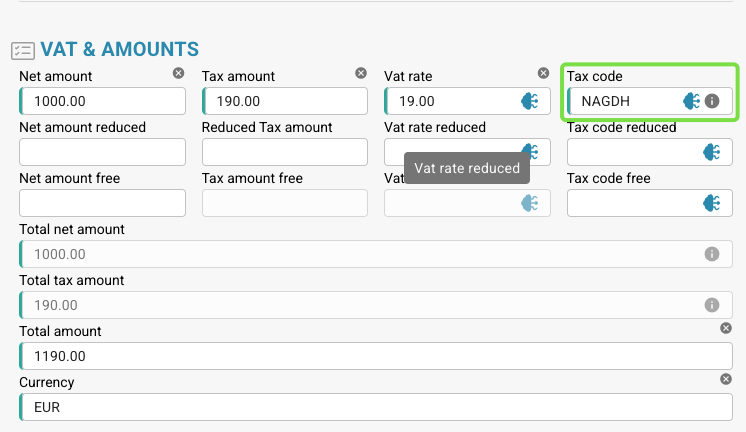 VAT & AMOUNTS
Net amount Tax amount Vat rate Tax code
1000.00 190.00 19.00 NAGDH
Net amount reduced Reduced Tax amount Vat rate reduced Tax code reduced
Vat rate reduced
Net amount free Tax amount free Vat Tax code free
Total net amount
1000.00
Total tax amount
190.00
Total amount
1190.00
Currency
EUR